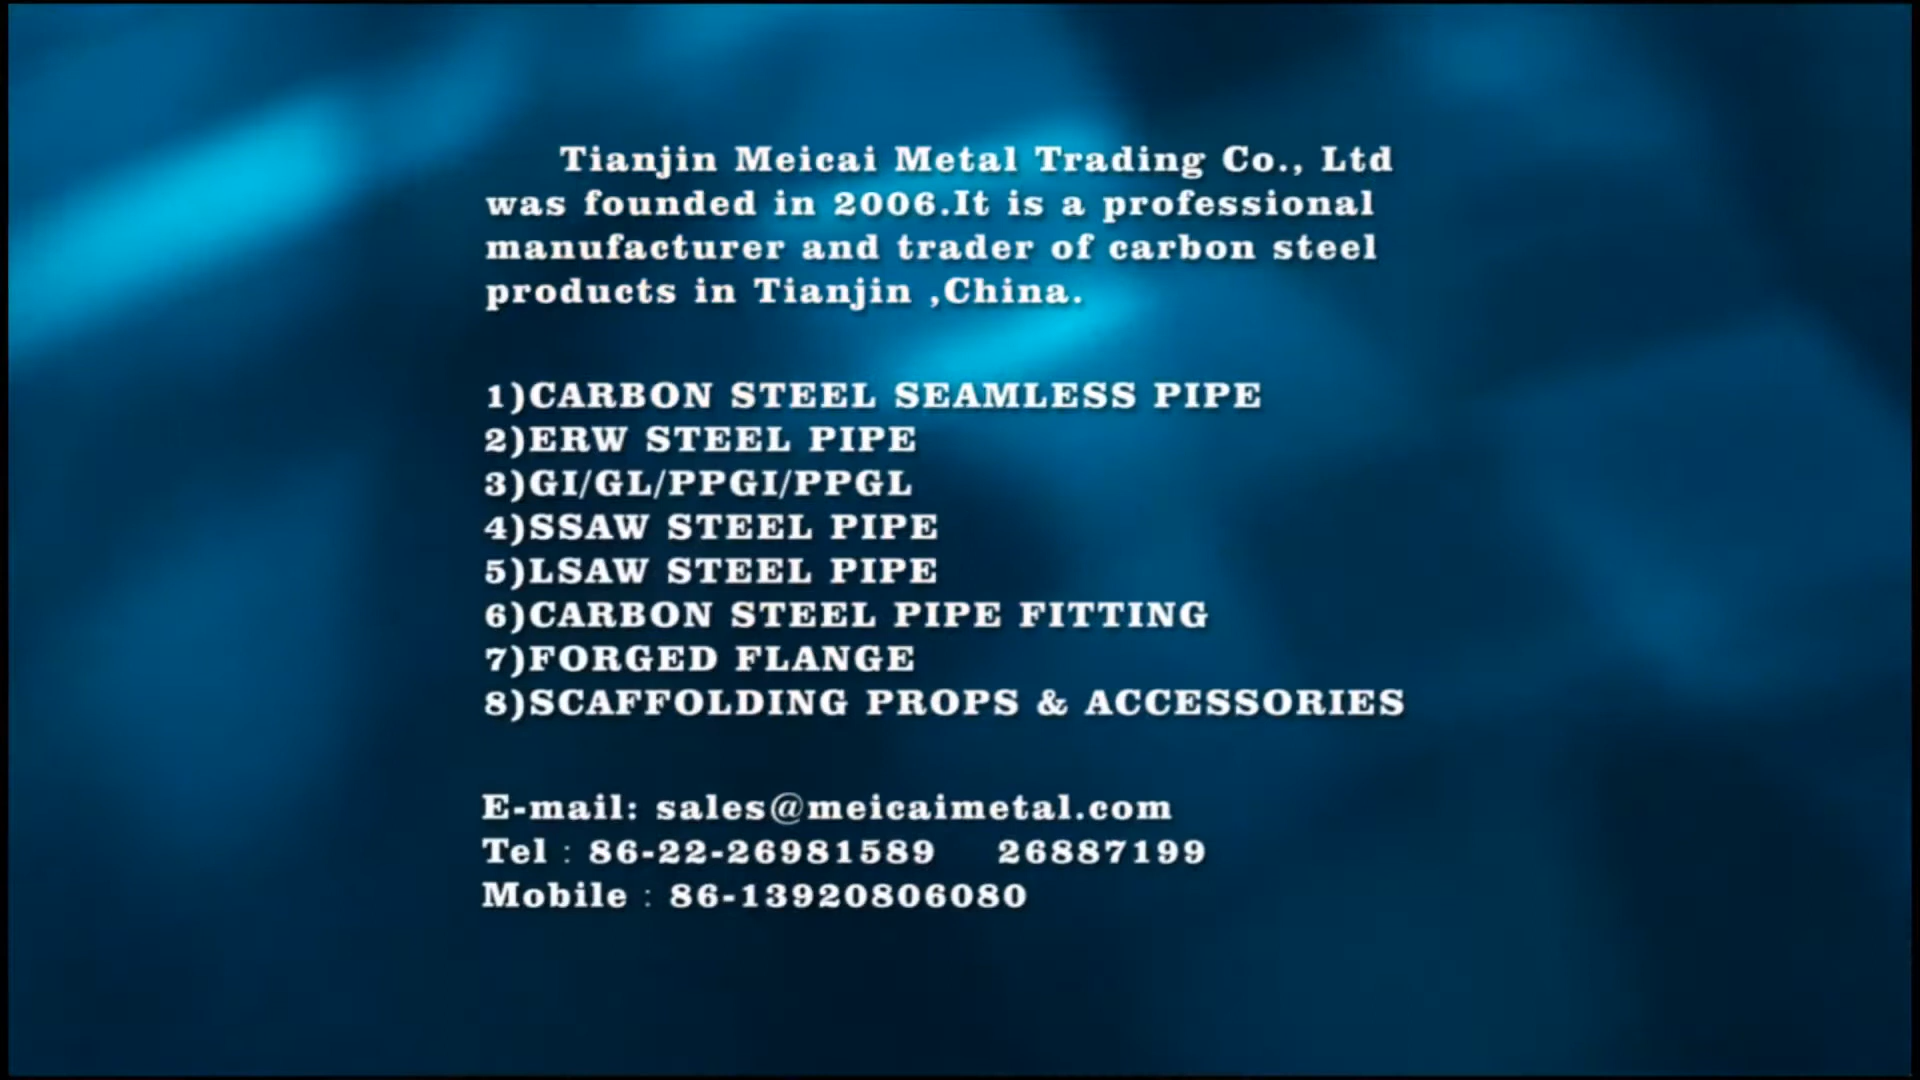 Tianjin Meicai Metal Trading Co., Ltd
was founded in 2006.It is a professional
manufacturer and trader of carbon steel
products in Tianjin ,China.
1)CARBON STEEL SEAMLESS PIPE
2)ERW STEEL PIPE
3)GI/GL/PPGI/PPGL
4)SSAW STEEL PIPE
5)LSAW STEEL PIPE
6)CARBON STEEL PIPE FITTING
7)FORGED FLANGE
8)SCAFFOLDING PROPS & ACCESSORIES
E-mail: sales@meicaimetal.com
Tel : 86-22-26981589 26887199
Mobile : 86-13920806080